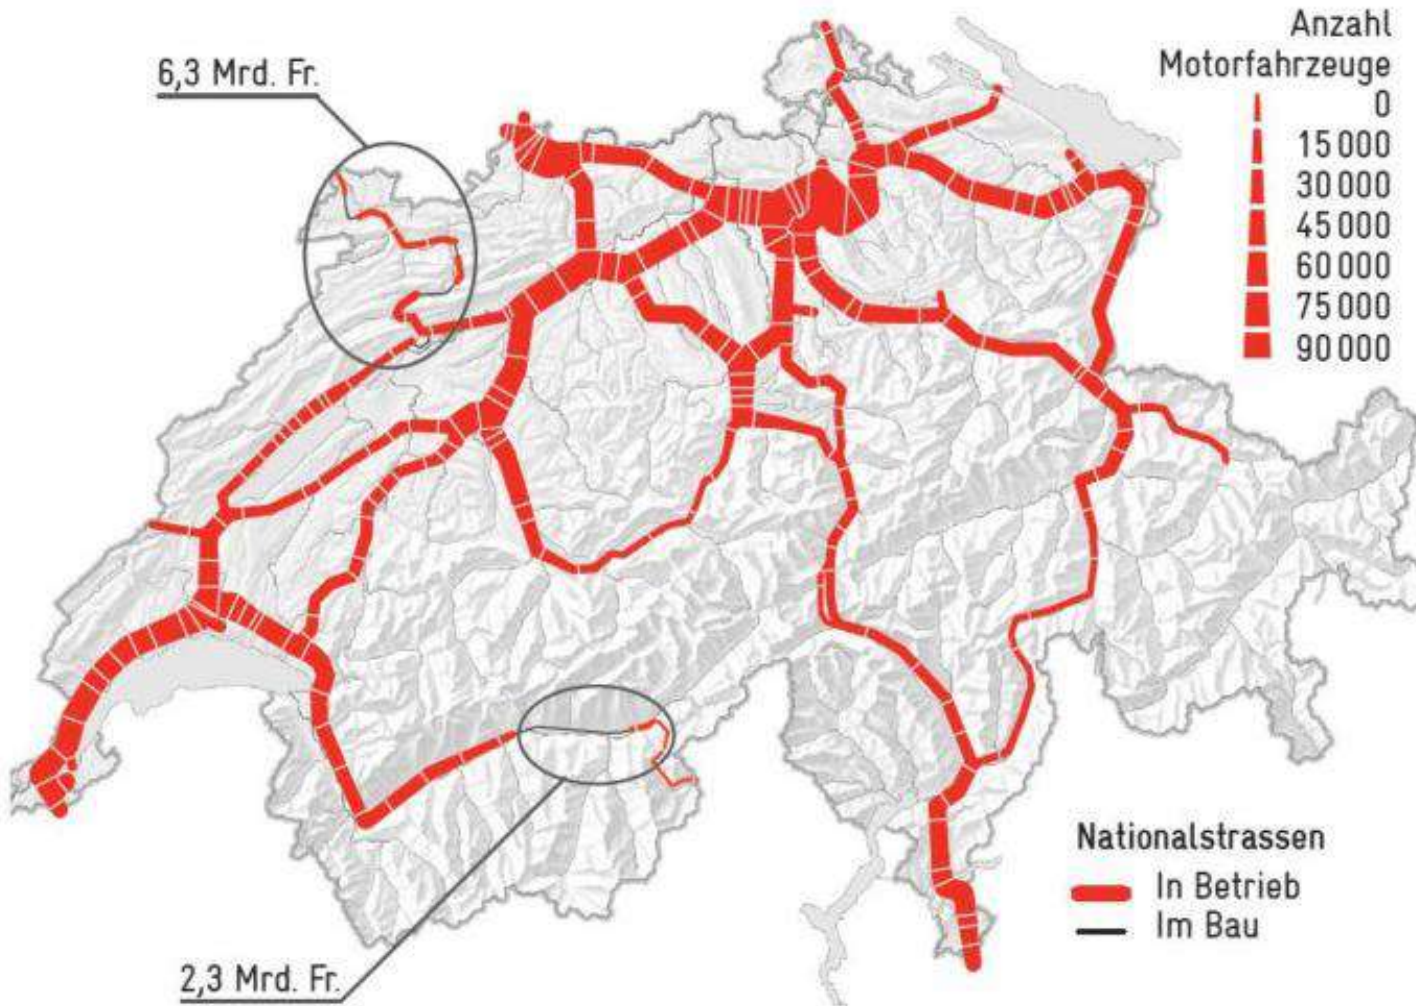 6,3 Mrd. Fr.
Anzahl
Motorfahrzeuge
0
15 000
30 000
45 000
60 000
75 000
90 000
Nationalstrassen
In Betrieb
Im Bau
2,3 Mrd. Fr.